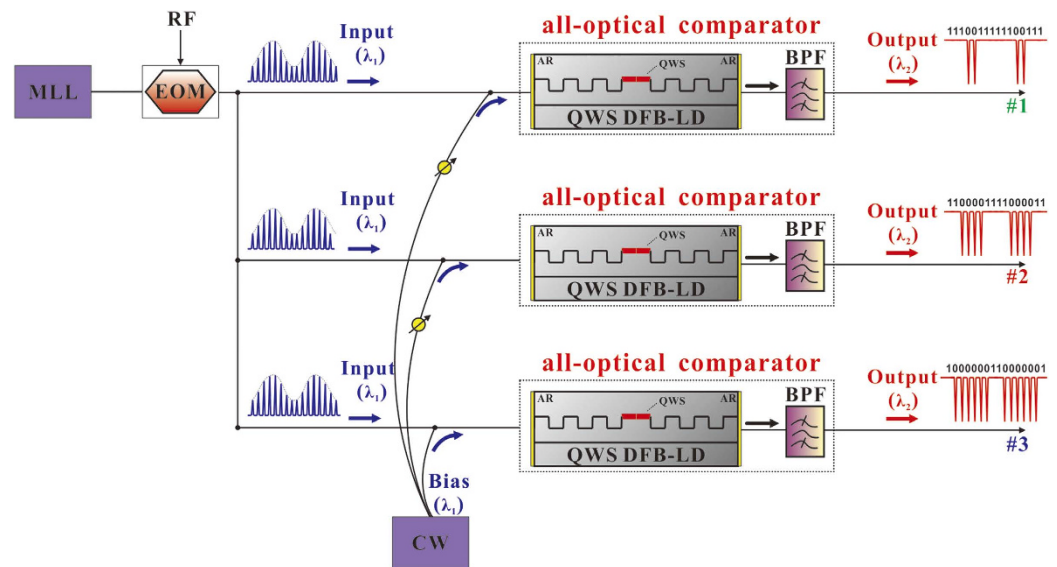 RF
MLL
EOM
Input
(λ₁)
all-optical comparator
AR
QWS
AR
QWS DFB-LD
BPF
Output
(λ₂)
1110011111100111
#1
Input
(λ₁)
all-optical comparator
AR
QWS
AR
QWS DFB-LD
BPF
Output
(λ₂)
1100001111000011
#2
Input
(λ₁)
all-optical comparator
AR
QWS
AR
QWS DFB-LD
BPF
Output
(λ₂)
1000000110000001
#3
Bias
(λ₁)
CW